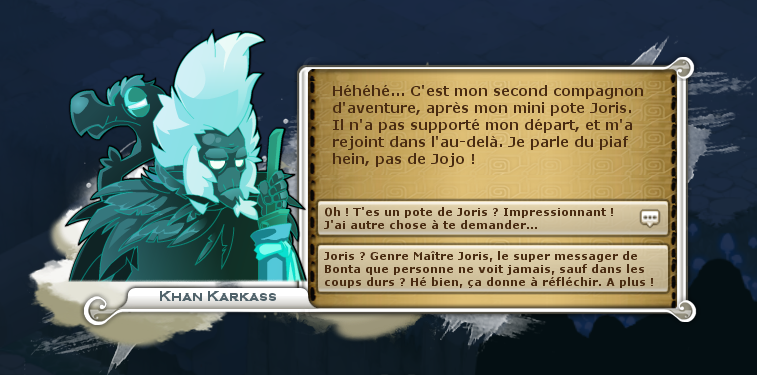 Héhéhé... C'est mon second compagnon
d'aventure, après mon mini pote Joris.
Il n'a pas supporté mon départ, et m'a
rejoint dans l'au-delà. Je parle du piaf
hein, pas de Jojo !
Oh ! T'es un pote de Joris ? Impressionnant !
J'ai autre chose à te demander...
Joris ? Genre Maître Joris, le super messager de
Bonta que personne ne voit jamais, sauf dans les
coups durs ? Hé bien, ça donne à réfléchir. A plus !
Khan Karkass